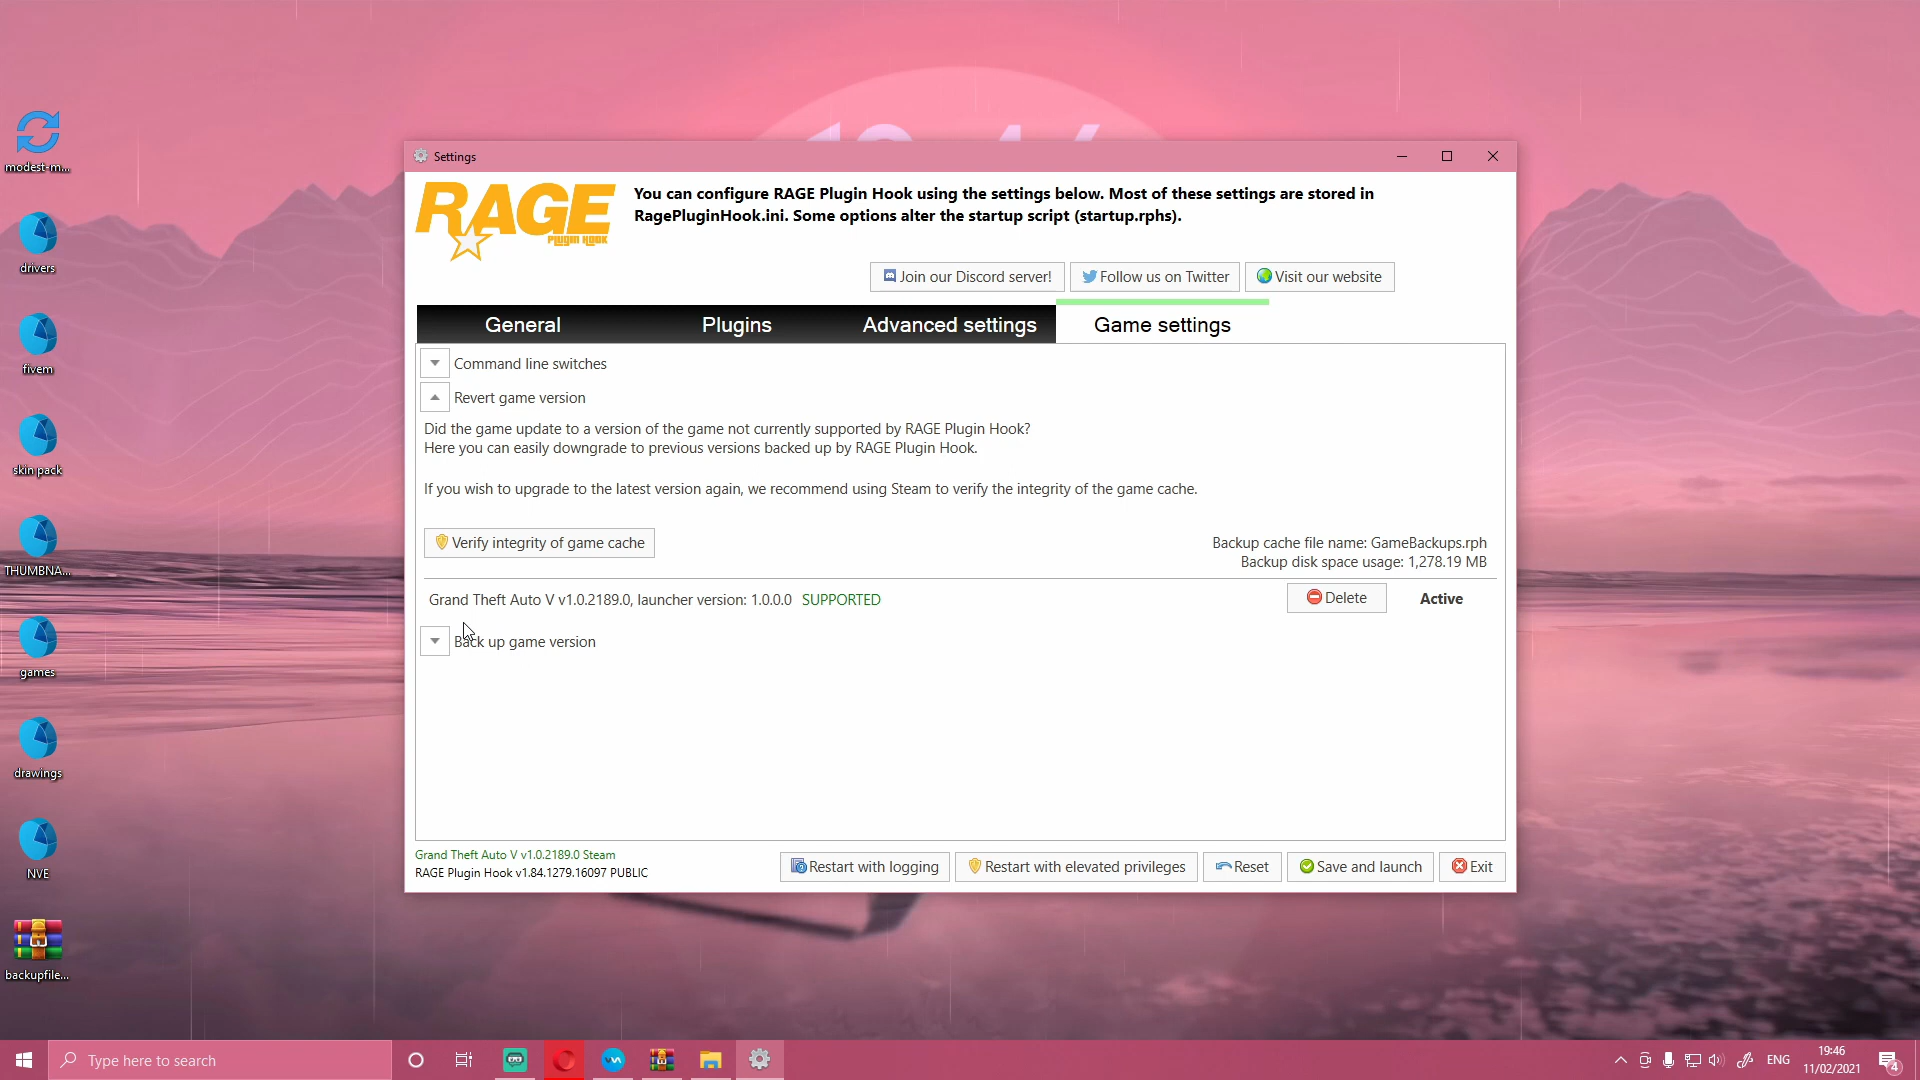 Settings
RAGE
PLUGIN HOOK
You can configure RAGE Plugin Hook using the settings below. Most of these settings are stored in
RagePluginHook.ini. Some options alter the startup script (startup.rphs).
Join our Discord server!
Follow us on Twitter
Visit our website
General
Plugins
Advanced settings
Game settings
Command line switches
Revert game version
Did the game update to a version of the game not currently supported by RAGE Plugin Hook?
Here you can easily downgrade to previous versions backed up by RAGE Plugin Hook.
If you wish to upgrade to the latest version again, we recommend using Steam to verify the integrity of the game cache.
Verify integrity of game cache
Backup cache file name: GameBackups.rph
Backup disk space usage: 1,278.19 MB
Grand Theft Auto V v1.0.2189.0, launcher version: 1.0.0.0 SUPPORTED
Delete
Active
Back up game version
Grand Theft Auto V v1.0.2189.0 Steam
RAGE Plugin Hook v1.84.1279.16097 PUBLIC
Restart with logging
Restart with elevated privileges
Reset
Save and launch
Exit
modest-m...
drivers
fivem
skin pack
THUMBNA...
games
drawings
NVE
backupfile...
Type here to search
ENG
19:46
11/02/2021
4